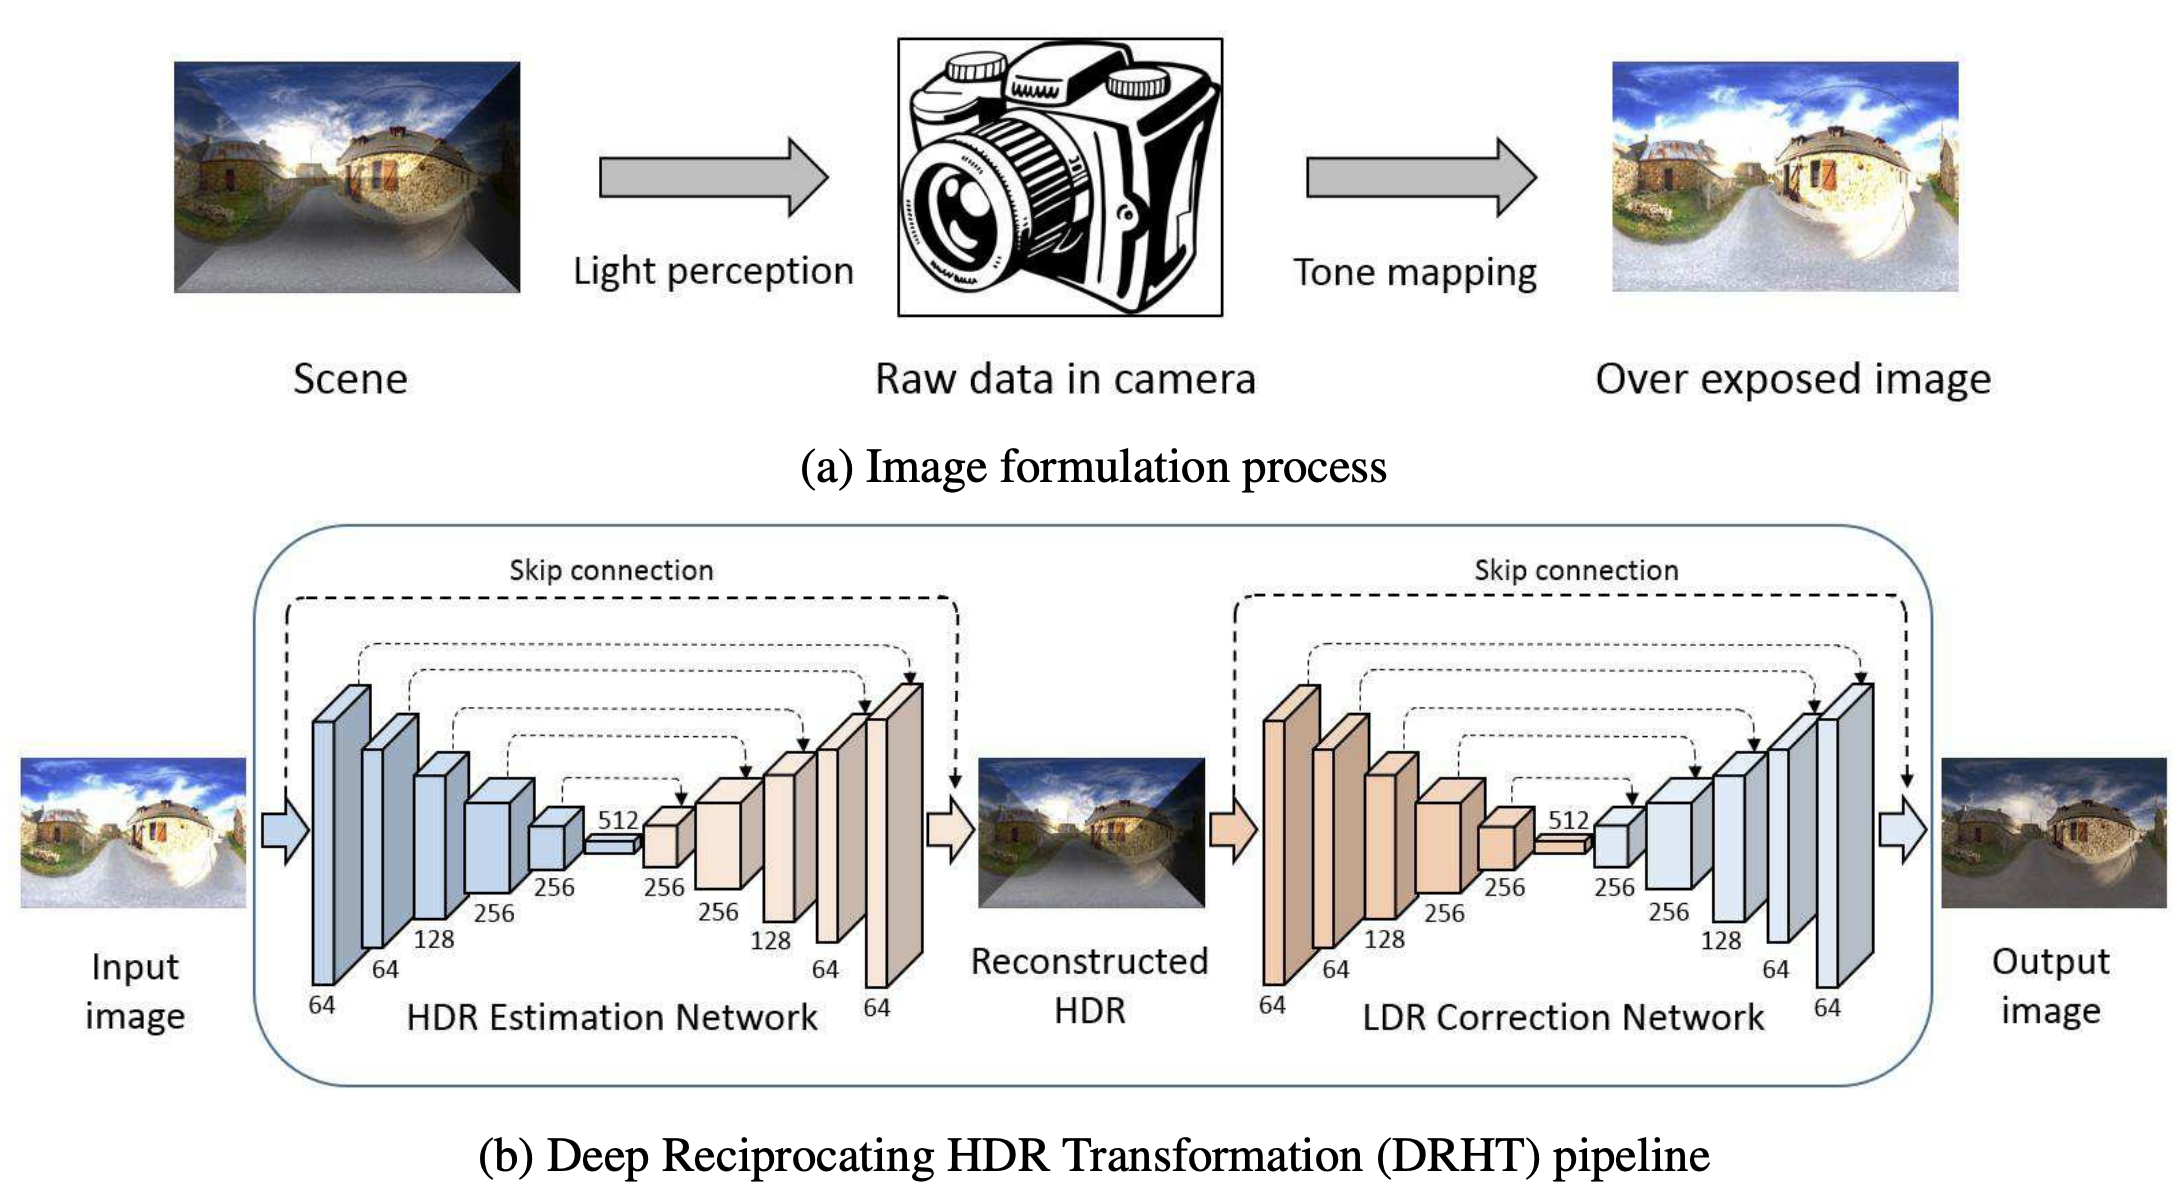 Scene
Light perception
Raw data in camera
Tone mapping
Over exposed image
(a) Image formulation process
Skip connection
Skip connection
Input
image
64
64
128
256
256
512
256
256
128
64
64
HDR Estimation Network
Reconstructed
HDR
64
64
128
256
256
512
256
256
128
64
64
LDR Correction Network
Output
image
(b) Deep Reciprocating HDR Transformation (DRHT) pipeline